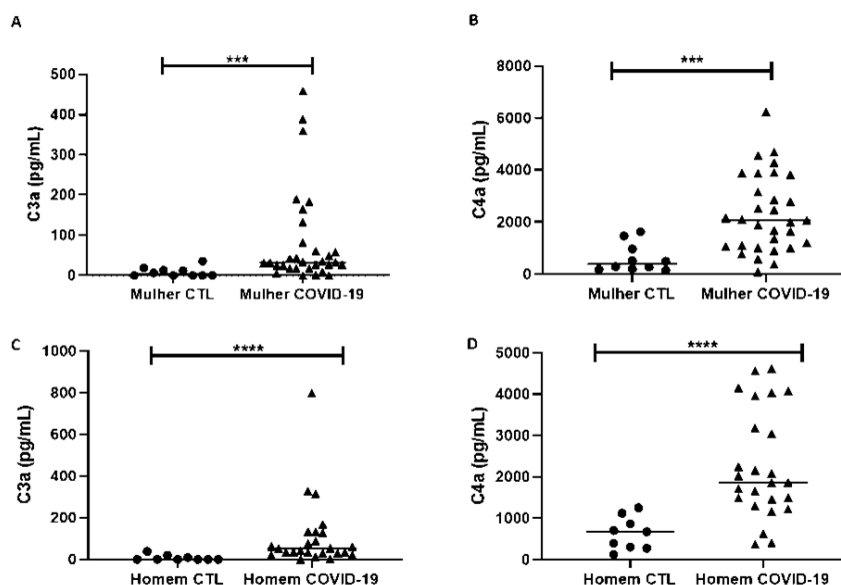 A
***
500
400
300
200
100
0
C3a (pg/mL)
Mulher CTL Mulher COVID-19
B
***
8000
6000
4000
2000
0
C4a (pg/mL)
Mulher CTL Mulher COVID-19
C
****
1000
800
600
400
200
0
C3a (pg/mL)
Homem CTL Homem COVID-19
D
****
5000
4000
3000
2000
1000
0
C4a (pg/mL)
Homem CTL Homem COVID-19